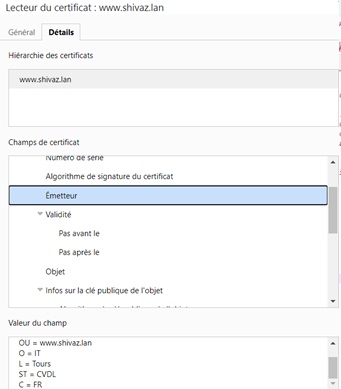 Lecteur du certificat : www.shivaz.lan
Général
Détails
Hiérarchie des certificats
www.shivaz.lan
Champs de certificat
Numéro de série
Algorithme de signature du certificat
Émetteur
Validité
Pas avant le
Pas après le
Objet
Infos sur la clé publique de l'objet
Valeur du champ
OU = www.shivaz.lan
O = IT
L = Tours
ST = CVDL
C = FR